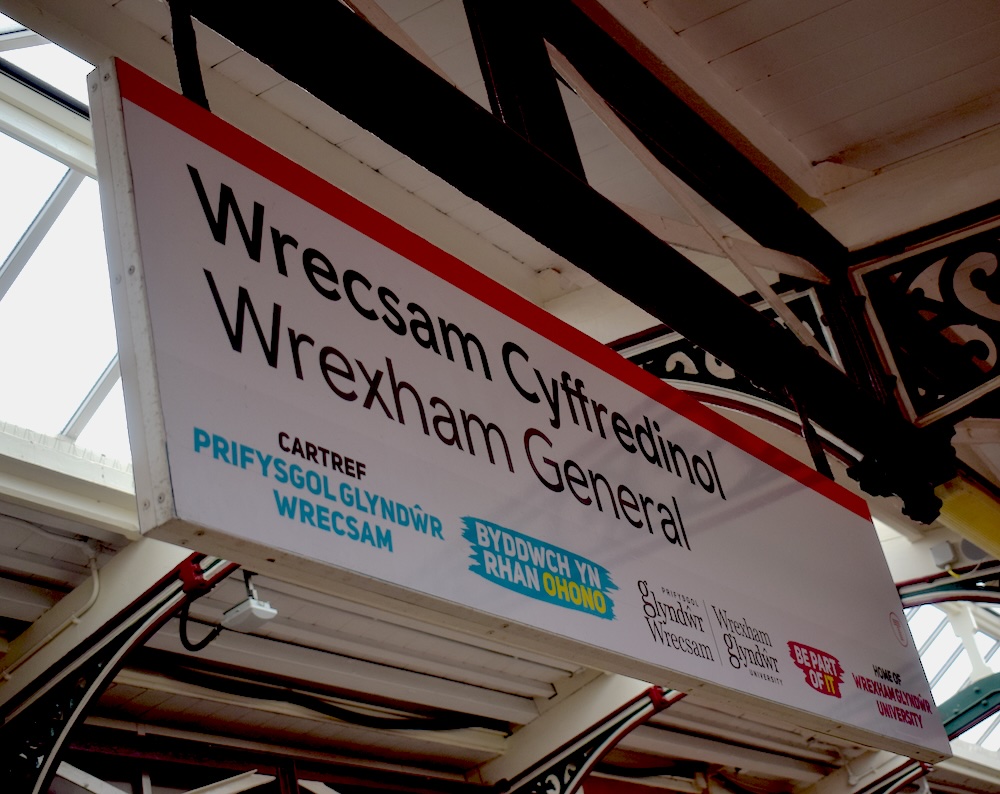 Wrecsam Cyffredinol
Wrexham General
CARTREF
PRIFYSGOL GLYNDŴR
WRECSAM
BYDDWCH YN
RHAN OHONO
PRIFYSGOL
glyndŵr
Wrecsam
Wrexham
glyndŵr
UNIVERSITY
BE PART
OF IT
HOME OF
WREXHAM GLYNDŴR
UNIVERSITY